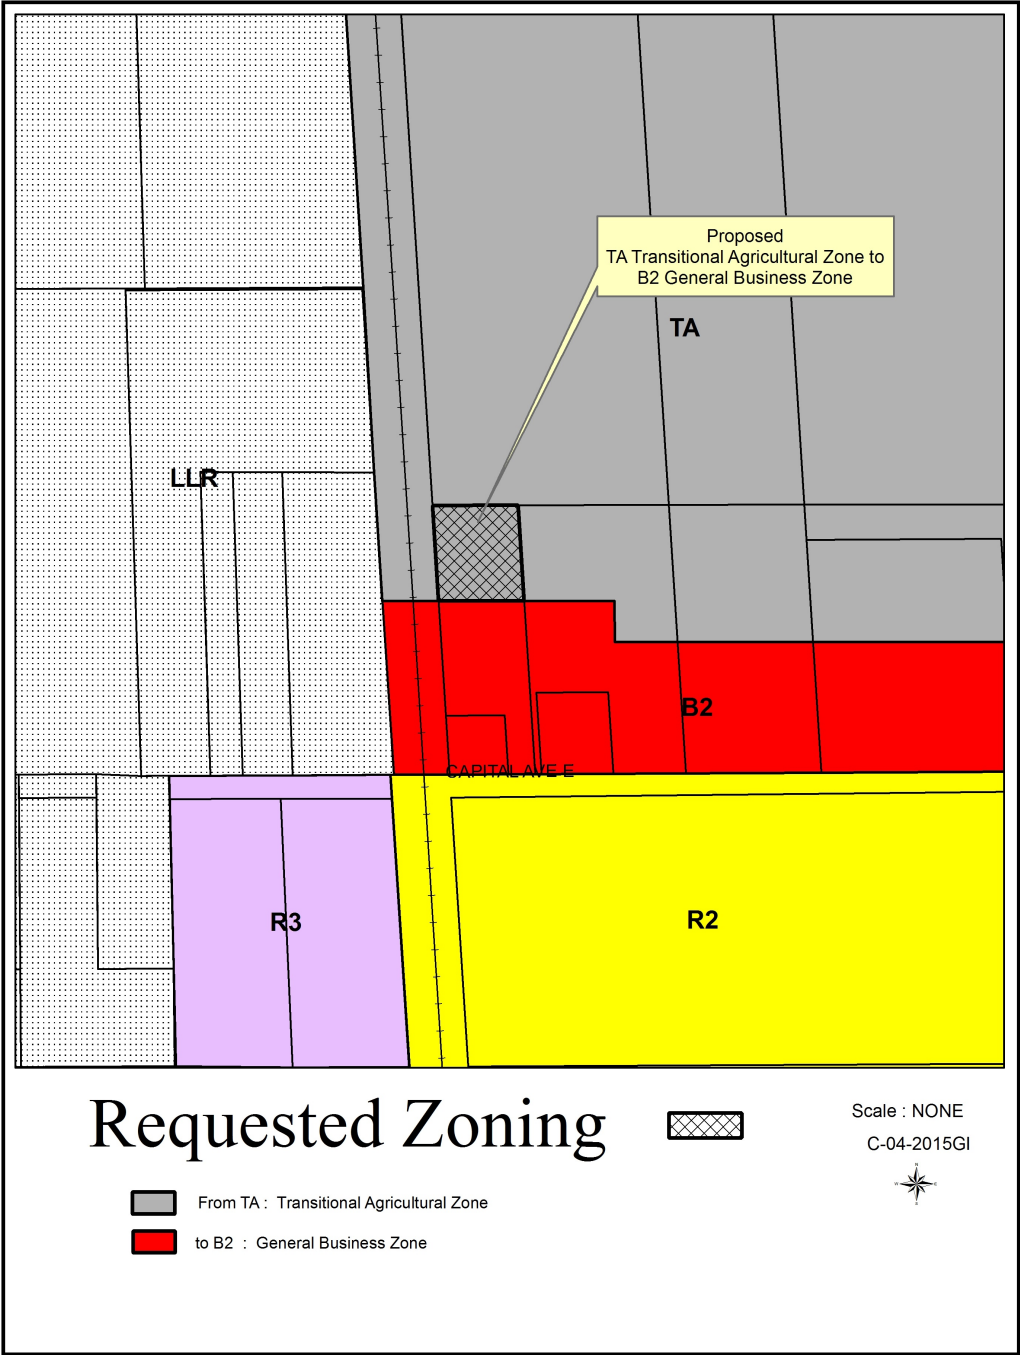 Proposed
TA Transitional Agricultural Zone to
B2 General Business Zone
TA
LLR
B2
CAPITAL AVE E
R3
R2
Requested Zoning
Scale : NONE
C-04-2015GI
N
W E
S
From TA : Transitional Agricultural Zone
to B2 : General Business Zone